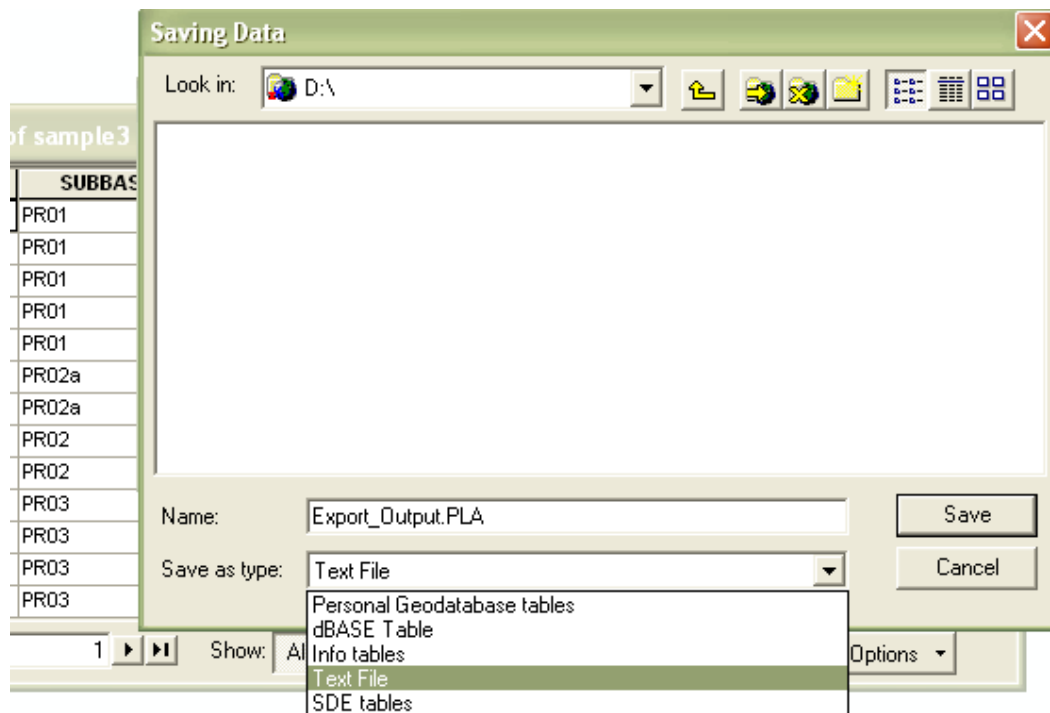 Saving Data
Look in: D:\
of sample3
SUBBAS
PR01
PR01
PR01
PR01
PR01
PR02a
PR02a
PR02
PR02
PR03
PR03
PR03
PR03
Name: Export_Output.PLA Save
Save as type: Text File Cancel
Personal Geodatabase tables
dBASE Table
Info tables
Text File
SDE tables
1 Show: Al Options